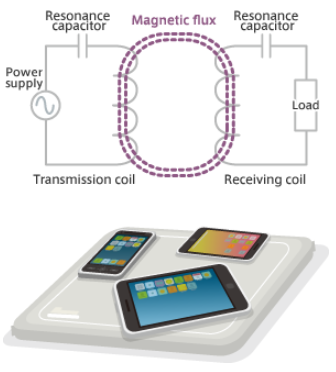 Resonance
capacitor
Magnetic flux
Resonance
capacitor
Power
supply
Load
Transmission coil
Receiving coil